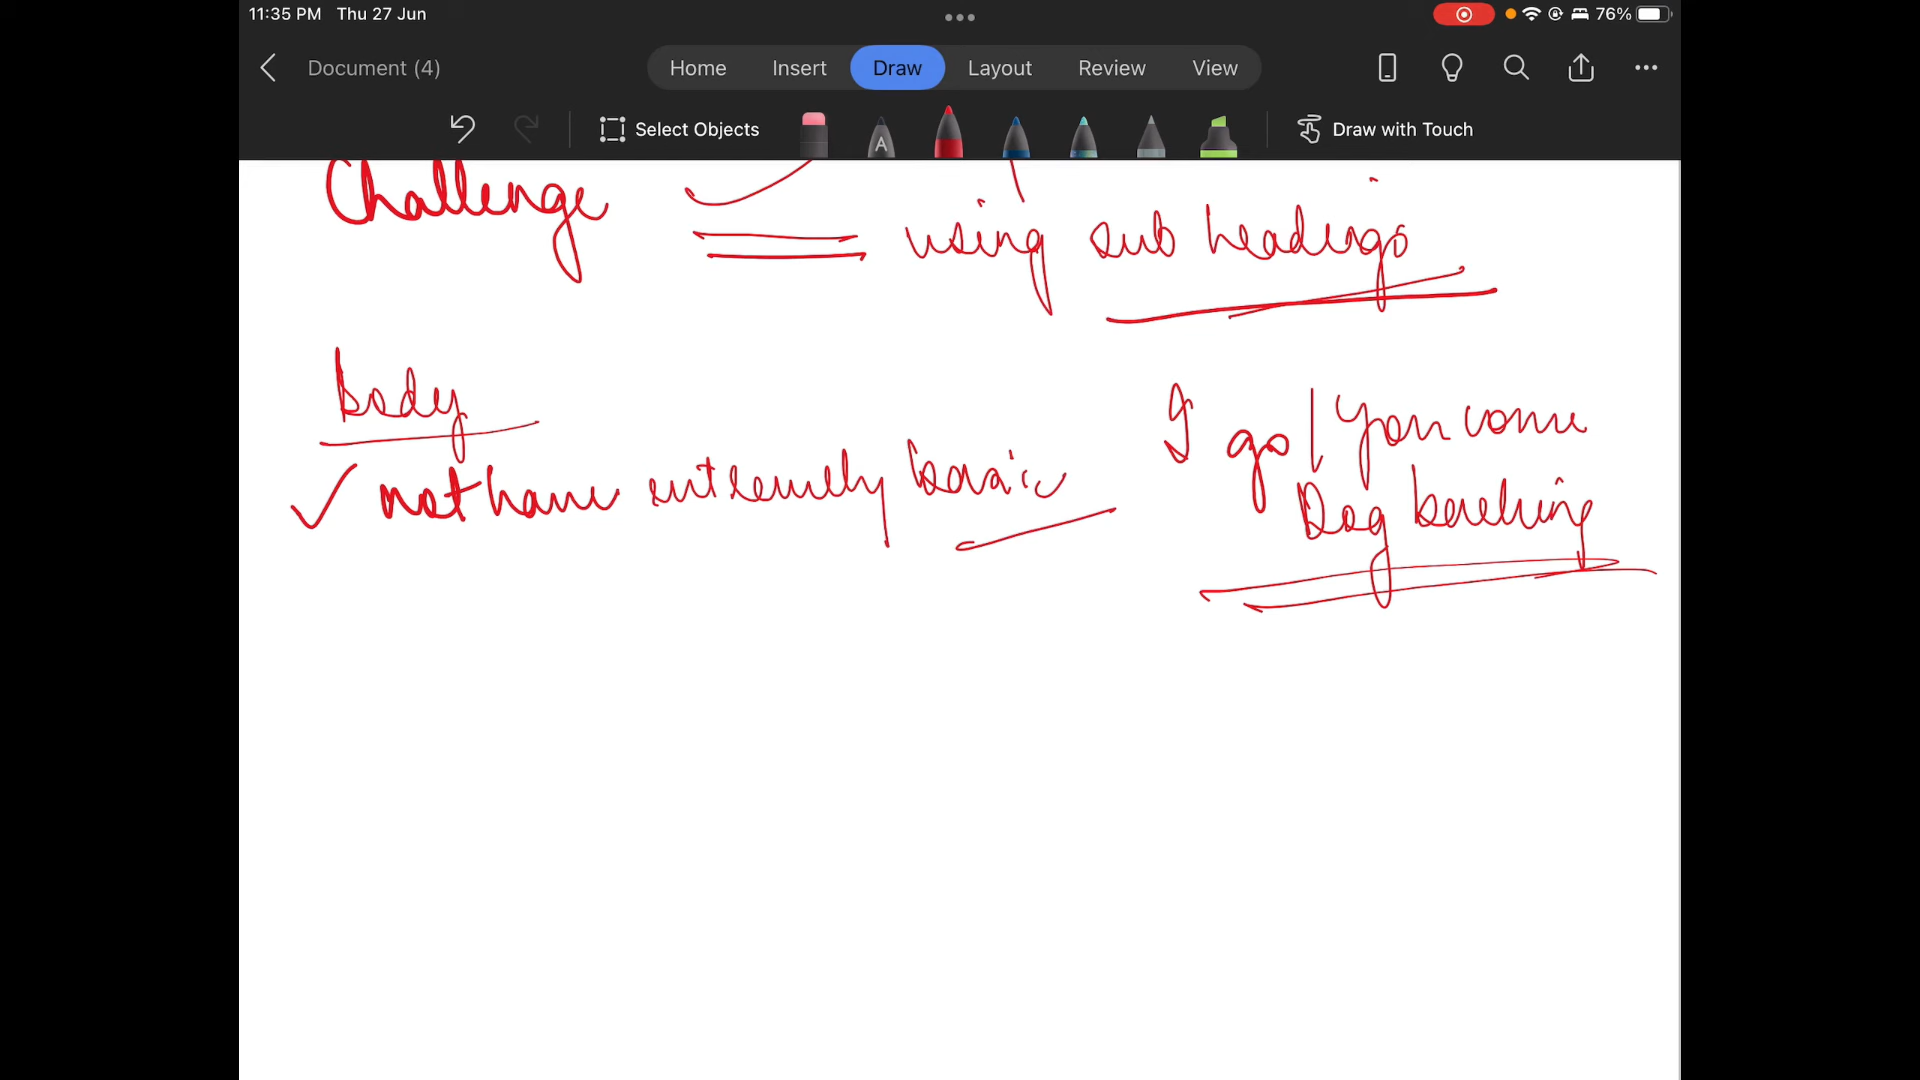 11:35 PM Thu 27 Jun
76%
Document (4)
Home Insert Draw Layout Review View
Select Objects
A
Draw with Touch
Challenge
using sub headings
body
I go | You come
not have extremely basic
Dog barking